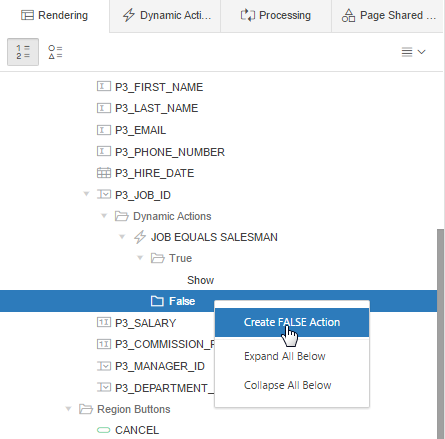 Rendering
Dynamic Acti...
Processing
Page Shared ...
P3_FIRST_NAME
P3_LAST_NAME
P3_EMAIL
P3_PHONE_NUMBER
P3_HIRE_DATE
P3_JOB_ID
Dynamic Actions
JOB EQUALS SALESMAN
True
Show
False
Create FALSE Action
P3_SALARY
P3_COMMISSION_
Expand All Below
P3_MANAGER_ID
P3_DEPARTMENT_
Collapse All Below
Region Buttons
CANCEL